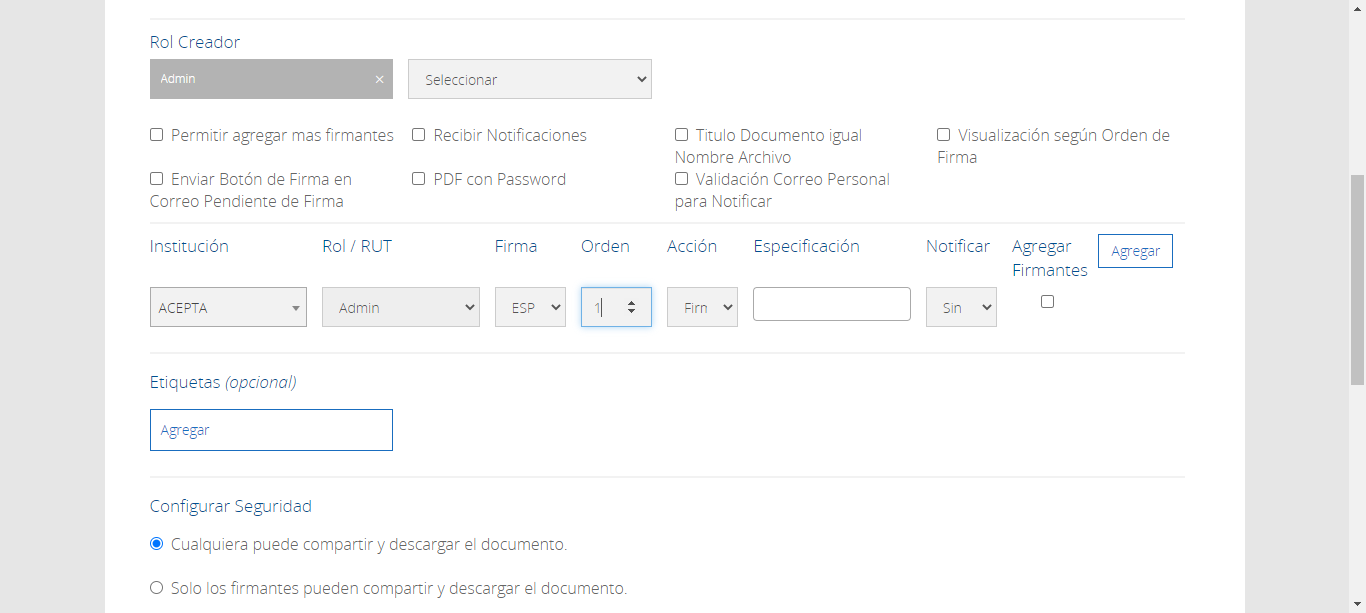 Rol Creador
Admin ×
Seleccionar
Permitir agregar mas firmantes
Recibir Notificaciones
Titulo Documento igual
Nombre Archivo
Visualización según Orden de
Firma
Enviar Botón de Firma en
Correo Pendiente de Firma
PDF con Password
Validación Correo Personal
para Notificar
Institución
Rol / RUT
Firma
Orden
Acción
Especificación
Notificar
Agregar
Firmantes
Agregar
ACEPTA
Admin
ESP
1
Firn
Sin
Etiquetas (opcional)
Agregar
Configurar Seguridad
Cualquiera puede compartir y descargar el documento.
Solo los firmantes pueden compartir y descargar el documento.